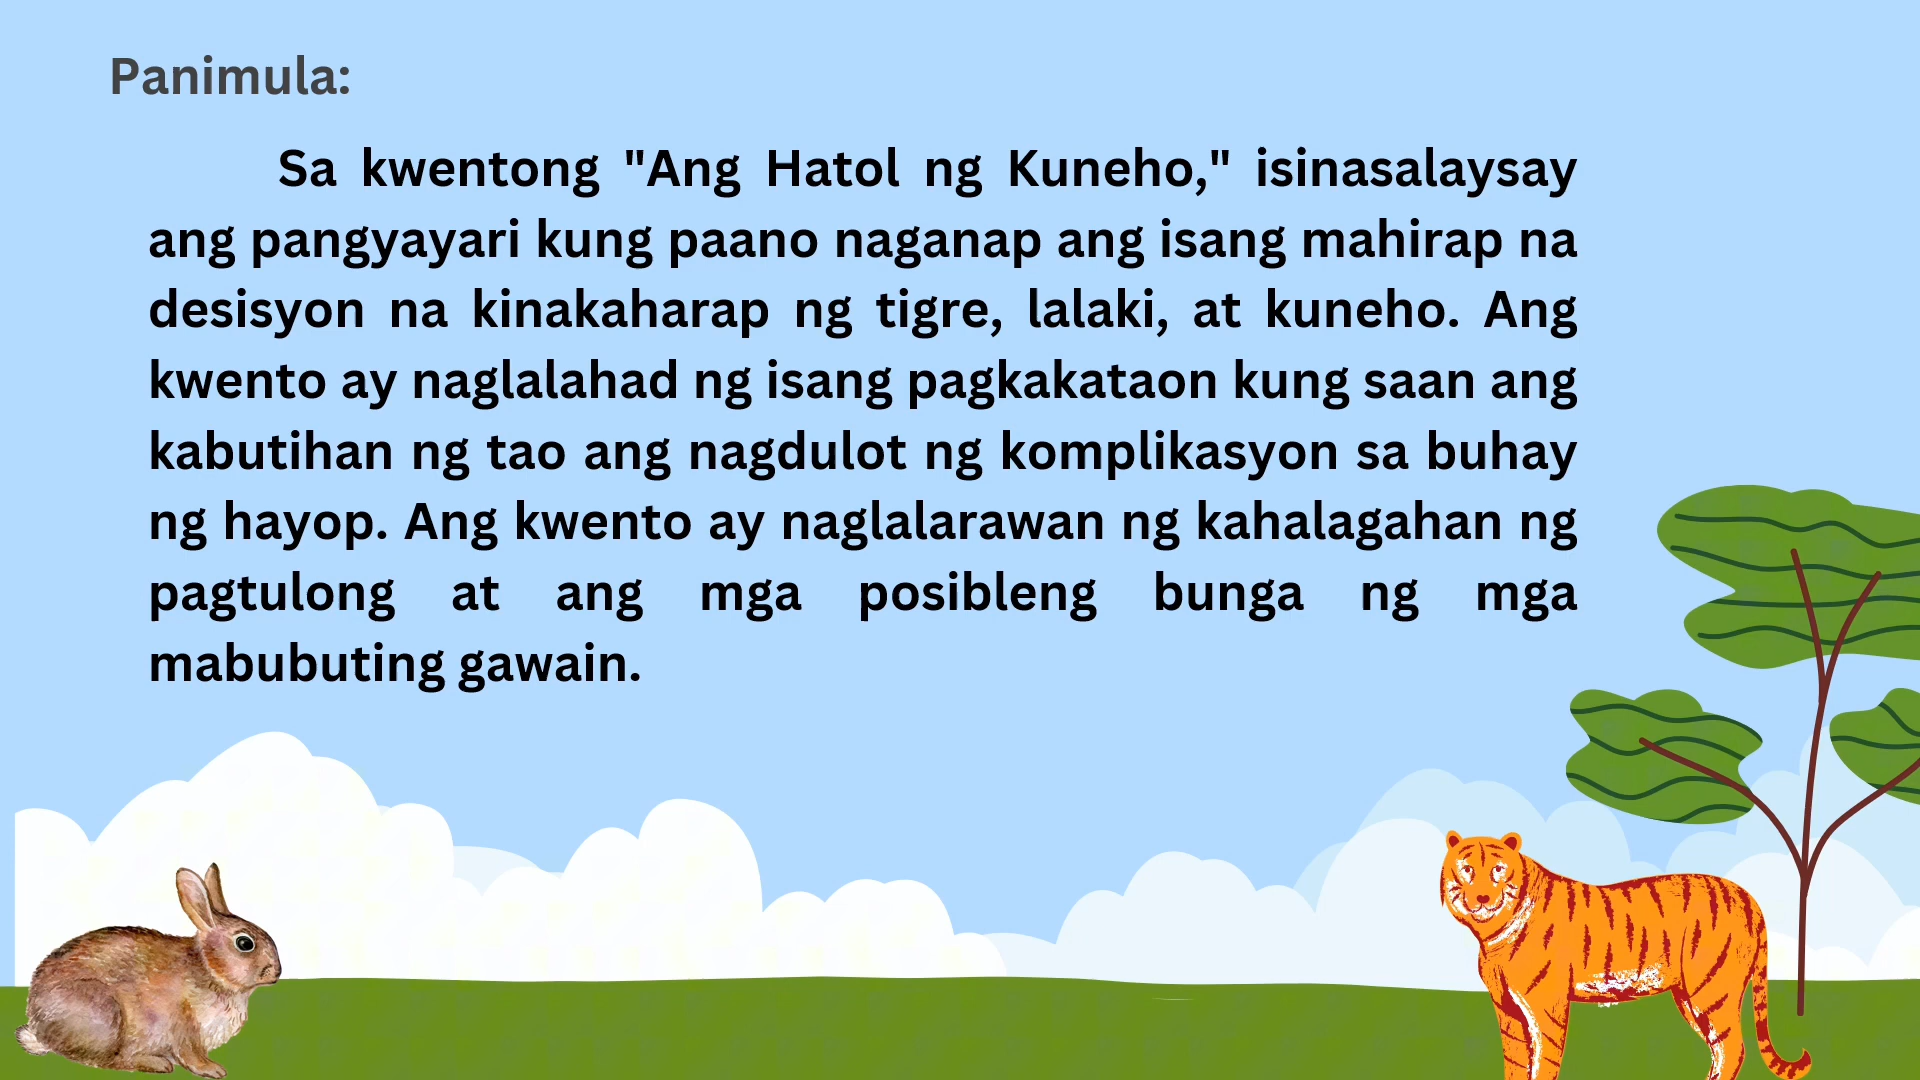 Panimula:
Sa kwentong "Ang Hatol ng Kuneho," isinasalaysay
ang pangyayari kung paano naganap ang isang mahirap na
desisyon na kinakaharap ng tigre, lalaki, at kuneho. Ang
kwento ay naglalahad ng isang pagkakataon kung saan ang
kabutihan ng tao ang nagdulot ng komplikasyon sa buhay
ng hayop. Ang kwento ay naglalarawan ng kahalagahan ng
pagtulong at ang mga posibleng bunga ng mga
mabubuting gawain.